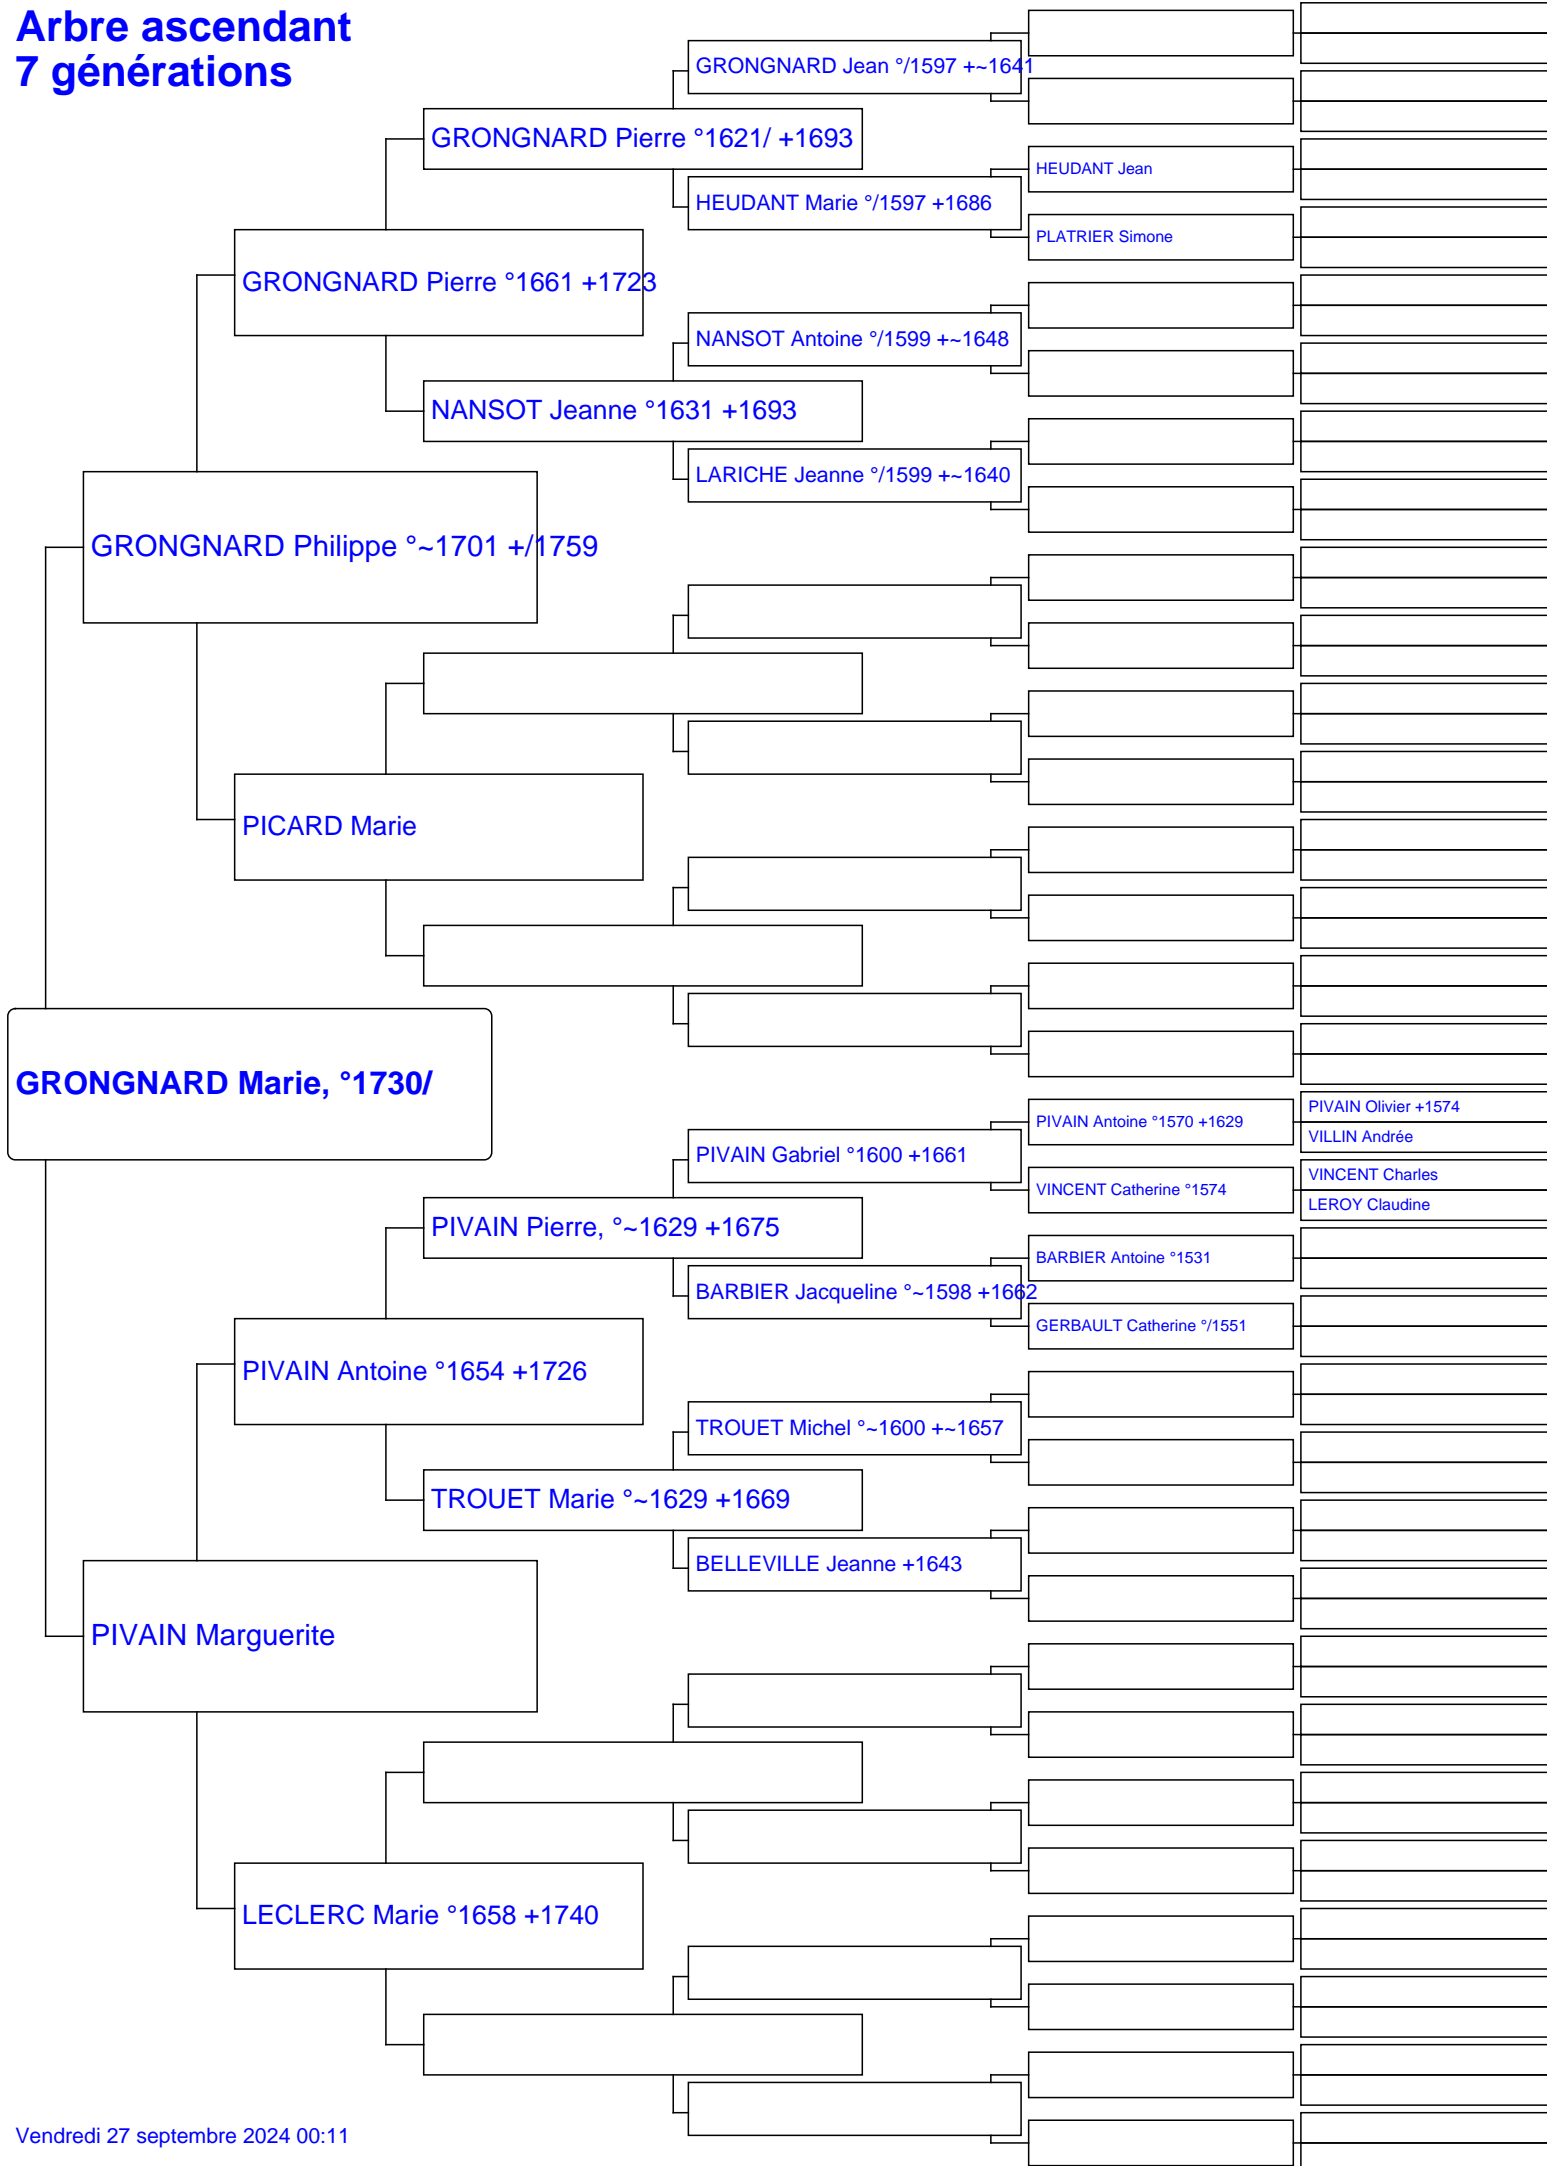 Arbre ascendant
7 générations
GRONGNARD Jean °/1597 +~1641
GRONGNARD Pierre °1621/ +1693
HEUDANT Jean
HEUDANT Marie °/1597 +1686
PLATRIER Simone
GRONGNARD Pierre °1661 +1723
NANSOT Antoine °/1599 +~1648
NANSOT Jeanne °1631 +1693
LARICHE Jeanne °/1599 +~1640
GRONGNARD Philippe °~1701 +/1759
PICARD Marie
GRONGNARD Marie, °1730/
PIVAIN Olivier +1574
PIVAIN Antoine °1570 +1629
VILLIN Andrée
PIVAIN Gabriel °1600 +1661
VINCENT Charles
VINCENT Catherine °1574
LEROY Claudine
PIVAIN Pierre, °~1629 +1675
BARBIER Antoine °1531
BARBIER Jacqueline °~1598 +1662
GERBAULT Catherine °/1551
PIVAIN Antoine °1654 +1726
TROUET Michel °~1600 +~1657
TROUET Marie °~1629 +1669
BELLEVILLE Jeanne +1643
PIVAIN Marguerite
LECLERC Marie °1658 +1740
Vendredi 27 septembre 2024 00:11